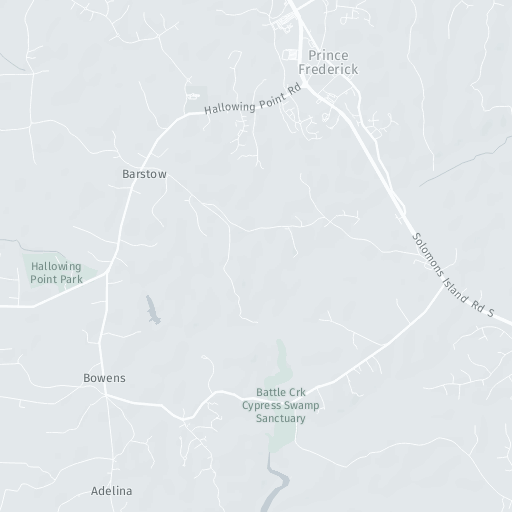 Prince
Frederick
Hallowing Point Rd
Barstow
Solomons Island Rd S
Hallowing
Point Park
Bowens
Battle Crk
Cypress Swamp
Sanctuary
Adelina